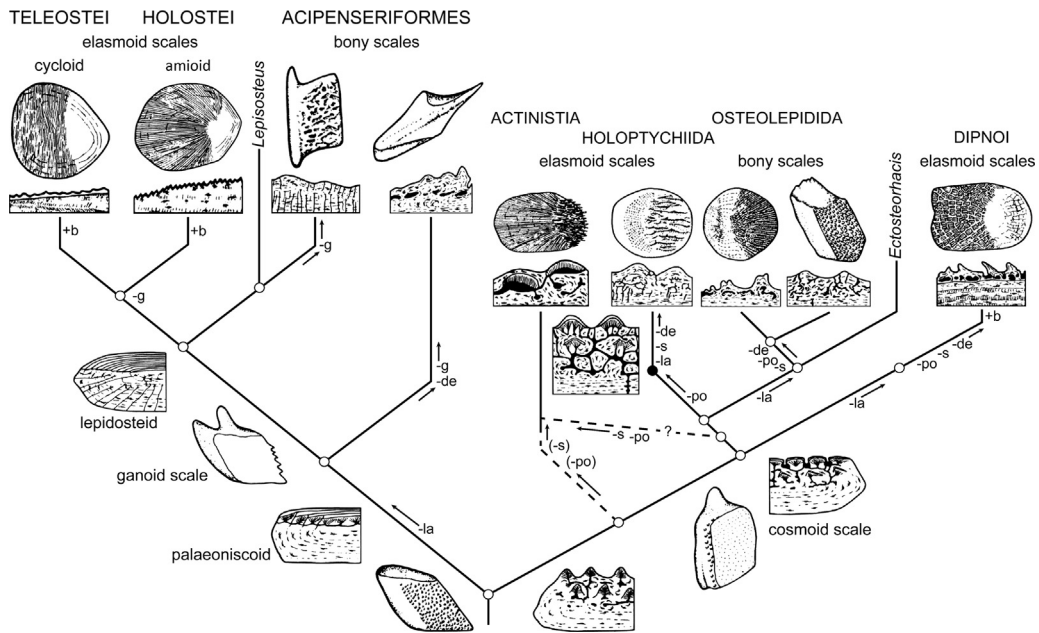 TELEOSTEI HOLOSTEI ACIPENSERIFORMES
elasmoid scales bony scales
cycloid amioid
Lepisosteus
ACTINISTIA OSTEOLEPIDIDA
HOLOPTYCHIIDA DIPNOI
elasmoid scales bony scales elasmoid scales
Ectosteorhacis
+b +b
-g
-g
+b
-de
-s
-la
-de
-po
-s
-de
-s
-po
-g
-de
-po
-la
-la
lepidosteid
-s -po ?
(-s)
(-po)
ganoid scale
-la
cosmoid scale
palaeoniscoid